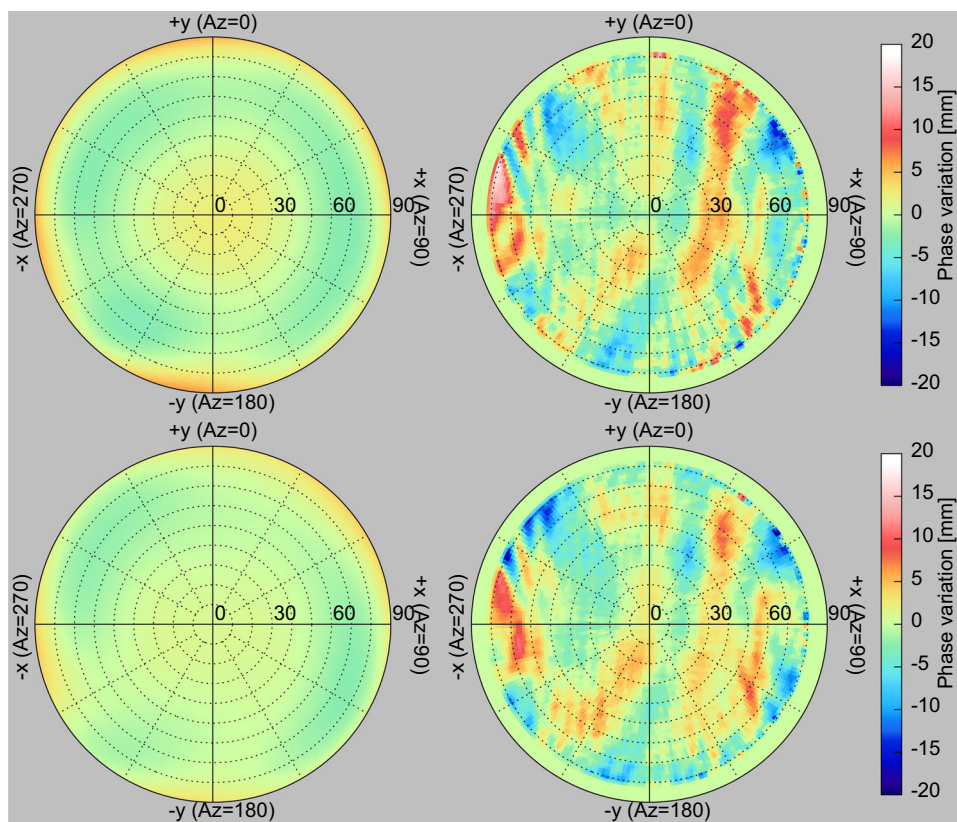 +y (Az=0)
+y (Az=0)
-x (Az=270)
0 30 60 90
+x (Az=90)
-x (Az=270)
0 30 60 90
+x (Az=90)
20
15
10
5
0
-5
-10
-15
-20
Phase variation [mm]
-y (Az=180)
-y (Az=180)
+y (Az=0)
+y (Az=0)
-x (Az=270)
0 30 60 90
+x (Az=90)
-x (Az=270)
0 30 60 90
+x (Az=90)
20
15
10
5
0
-5
-10
-15
-20
Phase variation [mm]
-y (Az=180)
-y (Az=180)